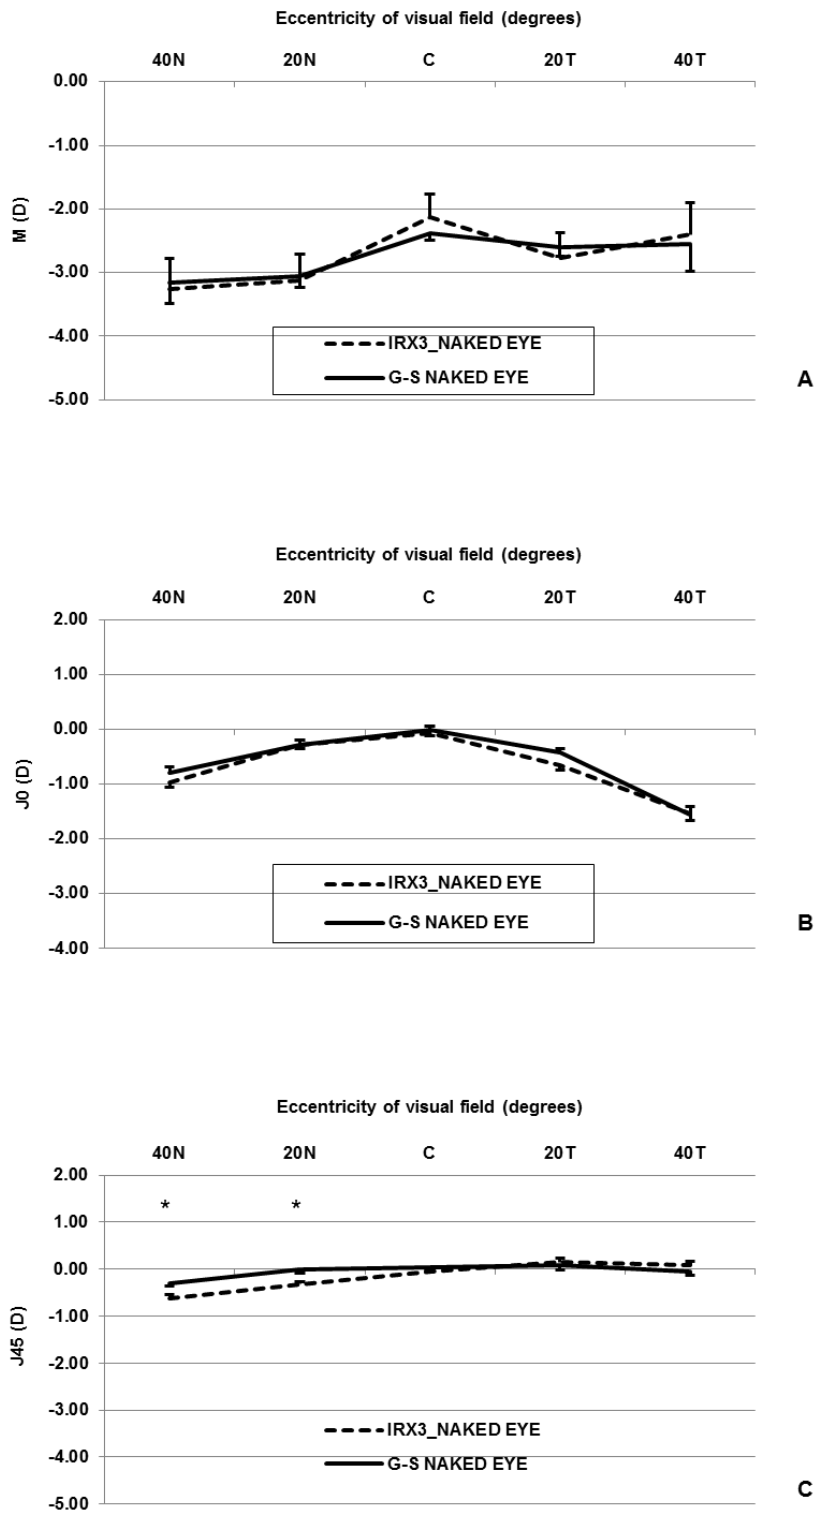 Eccentricity of visual field (degrees)
40N 20N C 20T 40T
0.00
-1.00
-2.00
-3.00
-4.00
-5.00
M (D)
IRX3_NAKED EYE
G-S NAKED EYE
A
Eccentricity of visual field (degrees)
40N 20N C 20T 40T
2.00
1.00
0.00
-1.00
-2.00
-3.00
-4.00
J0 (D)
IRX3_NAKED EYE
G-S NAKED EYE
B
Eccentricity of visual field (degrees)
40N 20N C 20T 40T
2.00
* *
1.00
0.00
-1.00
-2.00
-3.00
-4.00
-5.00
J45 (D)
IRX3_NAKED EYE
G-S NAKED EYE
C